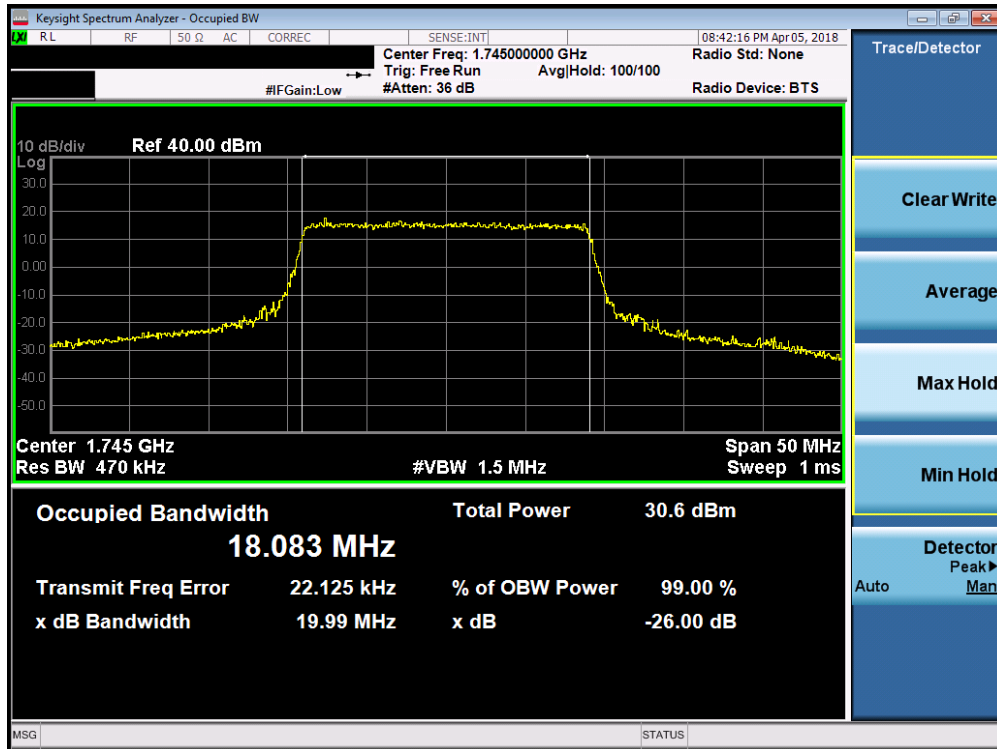 Keysight Spectrum Analyzer - Occupied BW
LXI RL RF 50 Ω AC CORREC SENSE:INT 08:42:16 PM Apr 05, 2018
Center Freq: 1.745000000 GHz Radio Std: None
Trig: Free Run Avg|Hold: 100/100
#IFGain:Low #Atten: 36 dB Radio Device: BTS
10 dB/div Ref 40.00 dBm
Log
30.0
20.0
10.0
0.00
-10.0
-20.0
-30.0
-40.0
-50.0
Center 1.745 GHz Span 50 MHz
Res BW 470 kHz #VBW 1.5 MHz Sweep 1 ms
Occupied Bandwidth Total Power 30.6 dBm
18.083 MHz
Transmit Freq Error 22.125 kHz % of OBW Power 99.00 %
x dB Bandwidth 19.99 MHz x dB -26.00 dB
MSG STATUS
Trace/Detector
Clear Write
Average
Max Hold
Min Hold
Detector
Peak▶
Auto Man